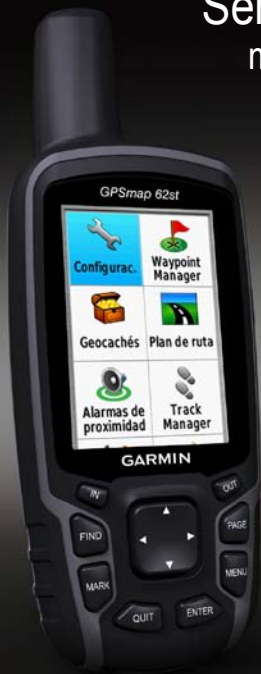 Ser
GPSmap 62st
Configurac.
Waypoint
Manager
Geocachés
Plan de ruta
Alarmas de
proximidad
Track
Manager
GARMIN
IN
OUT
FIND
PAGE
MARK
MENU
QUIT
ENTER